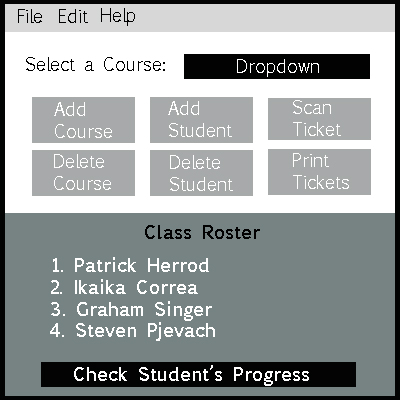 File Edit Help
Select a Course: Dropdown
Add Course
Add Student
Scan Ticket
Delete Course
Delete Student
Print Tickets
Class Roster
1. Patrick Herrod
2. Ikaika Correa
3. Graham Singer
4. Steven Pjevach
Check Student's Progress